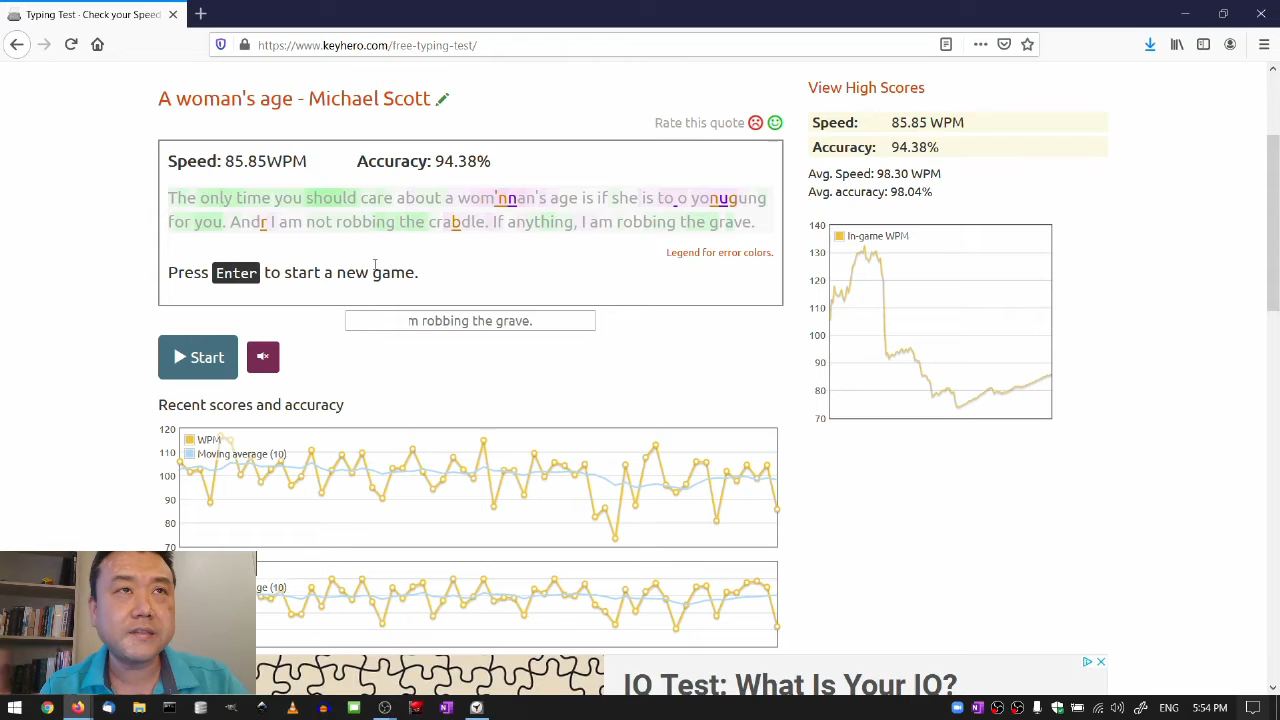 Typing Test - Check your Speed
https://www.keyhero.com/free-typing-test/
A woman's age - Michael Scott
Rate this quote
Speed: 85.85WPM Accuracy: 94.38%
The only time you should care about a wom'nnan's age is if she is to_o yonugung
for you. Andr I am not robbing the crabdle. If anything, I am robbing the grave.
Legend for error colors.
Press Enter to start a new game.
m robbing the grave.
Start
Recent scores and accuracy
120
110
100
90
80
70
WPM
Moving average (10)
age (10)
View High Scores
Speed: 85.85 WPM
Accuracy: 94.38%
Avg. Speed: 98.30 WPM
Avg. accuracy: 98.04%
140
130
120
110
100
90
80
70
In-game WPM
IQ Test: What Is Your IQ?
ENG 5:54 PM